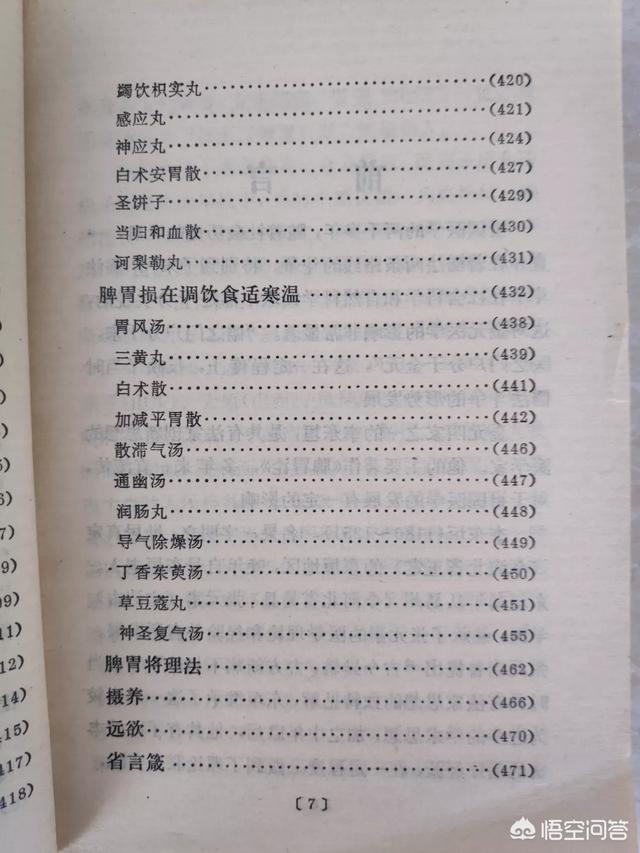 蠲饮枳实丸……………………………………(420)
感应丸……………………………………(421)
神应丸……………………………………(424)
白术安胃散……………………………………(427)
圣饼子……………………………………(429)
当归和血散……………………………………(430)
诃梨勒丸……………………………………(431)
脾胃损在调饮食适寒温……………………………………(432)
胃风汤……………………………………(438)
三黄丸……………………………………(439)
白术散……………………………………(441)
加减平胃散……………………………………(442)
散滞气汤……………………………………(446)
通幽汤……………………………………(447)
润肠丸……………………………………(448)
导气除燥汤……………………………………(449)
丁香茱萸汤……………………………………(450)
草豆蔻丸……………………………………(451)
神圣复气汤……………………………………(455)
脾胃将理法……………………………………(462)
摄养……………………………………(466)
远欲……………………………………(470)
省言箴……………………………………(471)
〔7〕
悟空问答